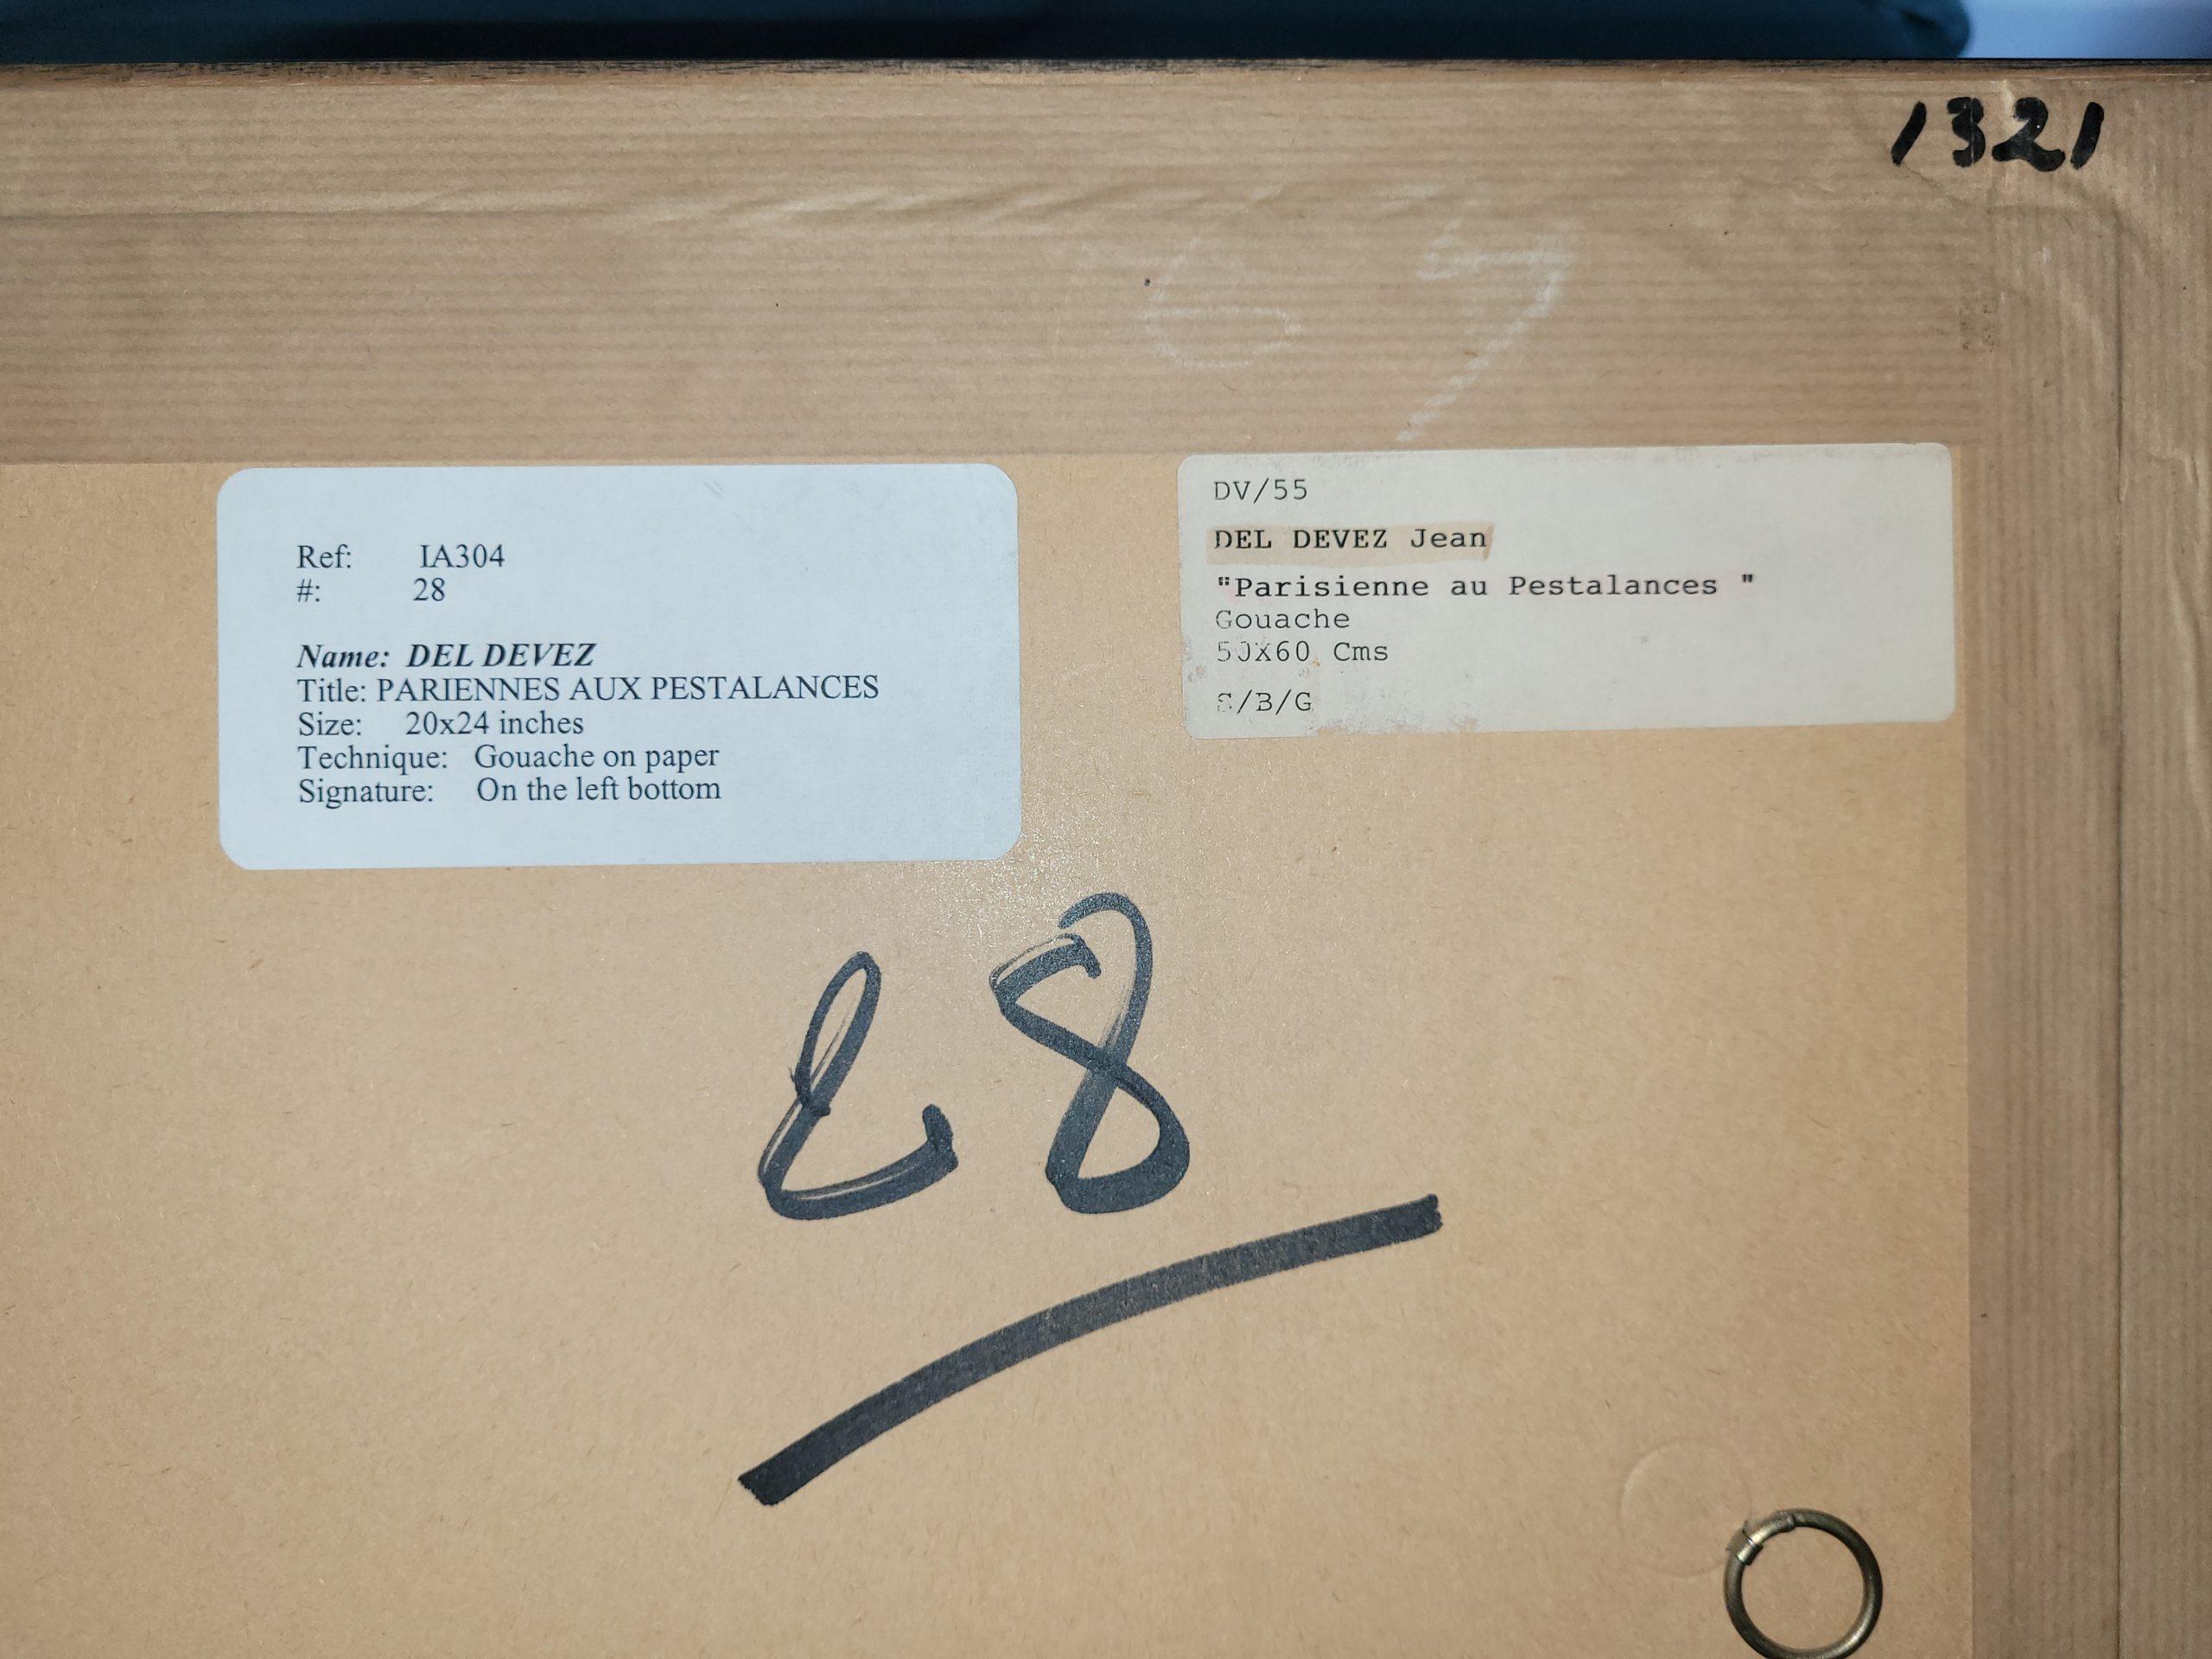 1321
67
Ref: IA304
#: 28
Name: DEL DEVEZ
Title: PARIENNES AUX PESTALANCES
Size: 20x24 inches
Technique: Gouache on paper
Signature: On the left bottom
DV/55
DEL DEVEZ Jean
"Parisienne au Pestalances "
Gouache
50X60 Cms
S/B/G
28